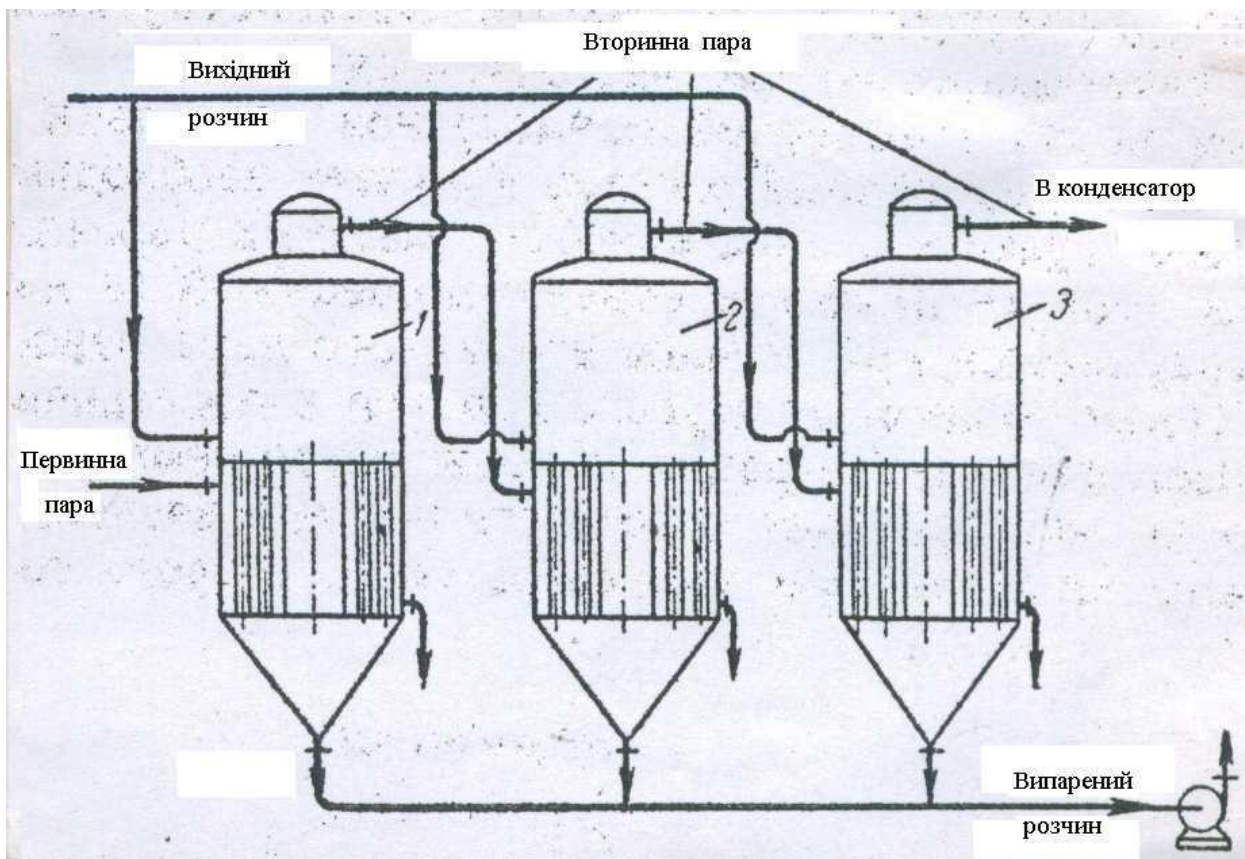 Вторинна пара
Вихідний
розчин
В конденсатор
1
2
3
Первинна
пара
Випарений
розчин